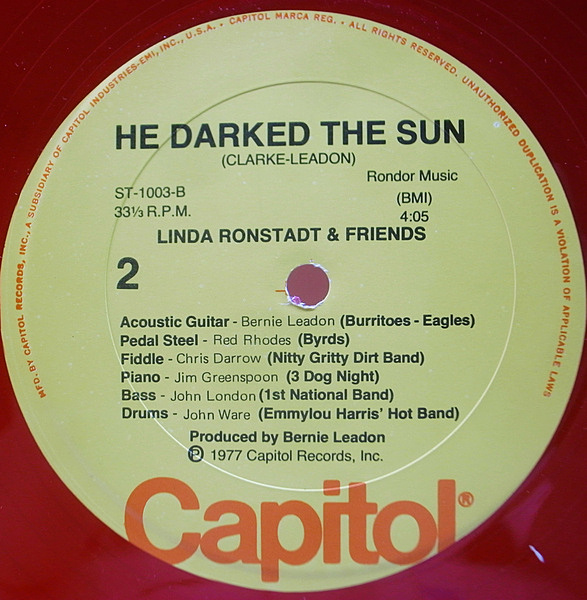 MFD. BY CAPITOL RECORDS, INC., A SUBSIDIARY OF CAPITOL INDUSTRIES-EMI, INC., U.S.A. • CAPITOL MARCA REG. • ALL RIGHTS RESERVED. UNAUTHORIZED DUPLICATION IS A VIOLATION OF APPLICABLE LAWS
HE DARKED THE SUN
(CLARKE-LEADON)
Rondor Music
ST-1003-B
(BMI)
33⅓ R.P.M.
4:05
LINDA RONSTADT & FRIENDS
2
Acoustic Guitar - Bernie Leadon (Burritoes - Eagles)
Pedal Steel - Red Rhodes (Byrds)
Fiddle - Chris Darrow (Nitty Gritty Dirt Band)
Piano - Jim Greenspoon (3 Dog Night)
Bass - John London (1st National Band)
Drums - John Ware (Emmylou Harris' Hot Band)
Produced by Bernie Leadon
℗ 1977 Capitol Records, Inc.
Capitol®